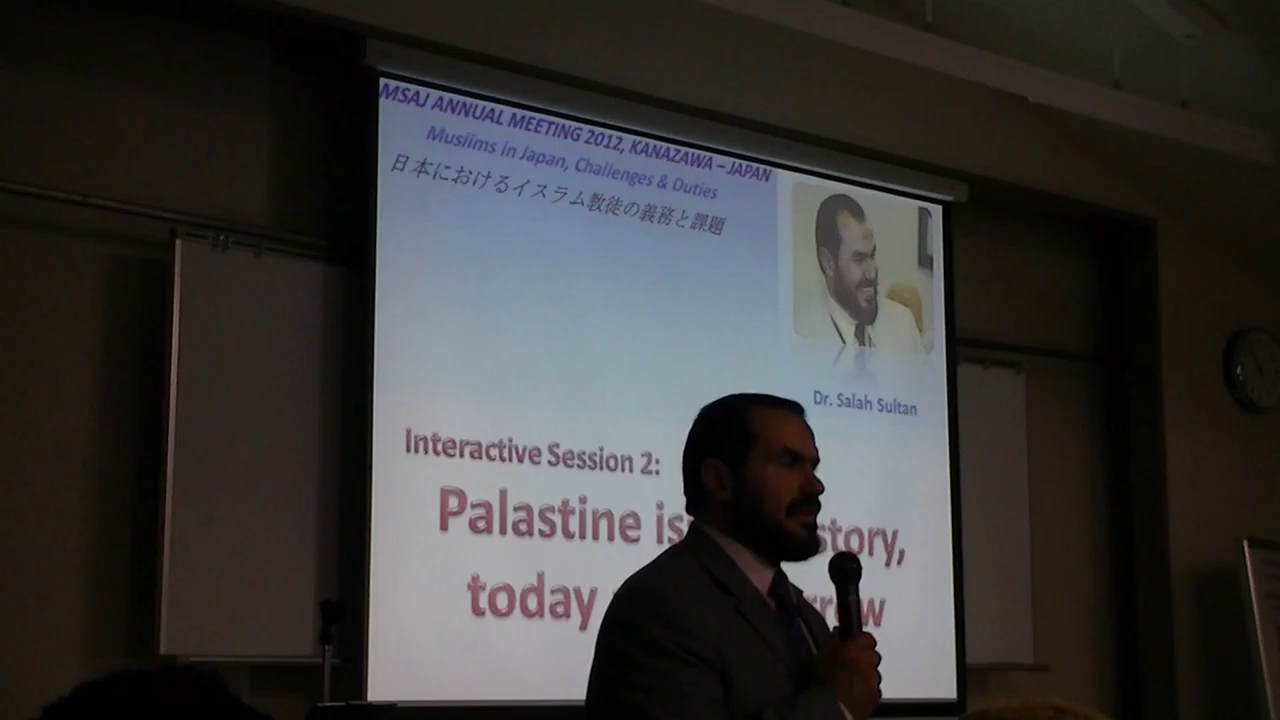 MSAJ ANNUAL MEETING 2012, KANAZAWA – JAPAN
Muslims in Japan, Challenges & Duties
日本におけるイスラム教徒の義務と課題
Dr. Salah Sultan
Interactive Session 2:
Palastine is story,
today